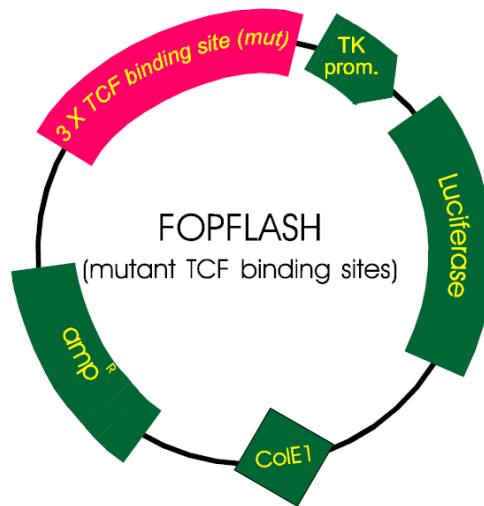 3 X TCF binding site (mut)
TK
prom.
Luciferase
FOPFLASH
(mutant TCF binding sites)
amp R
ColE1